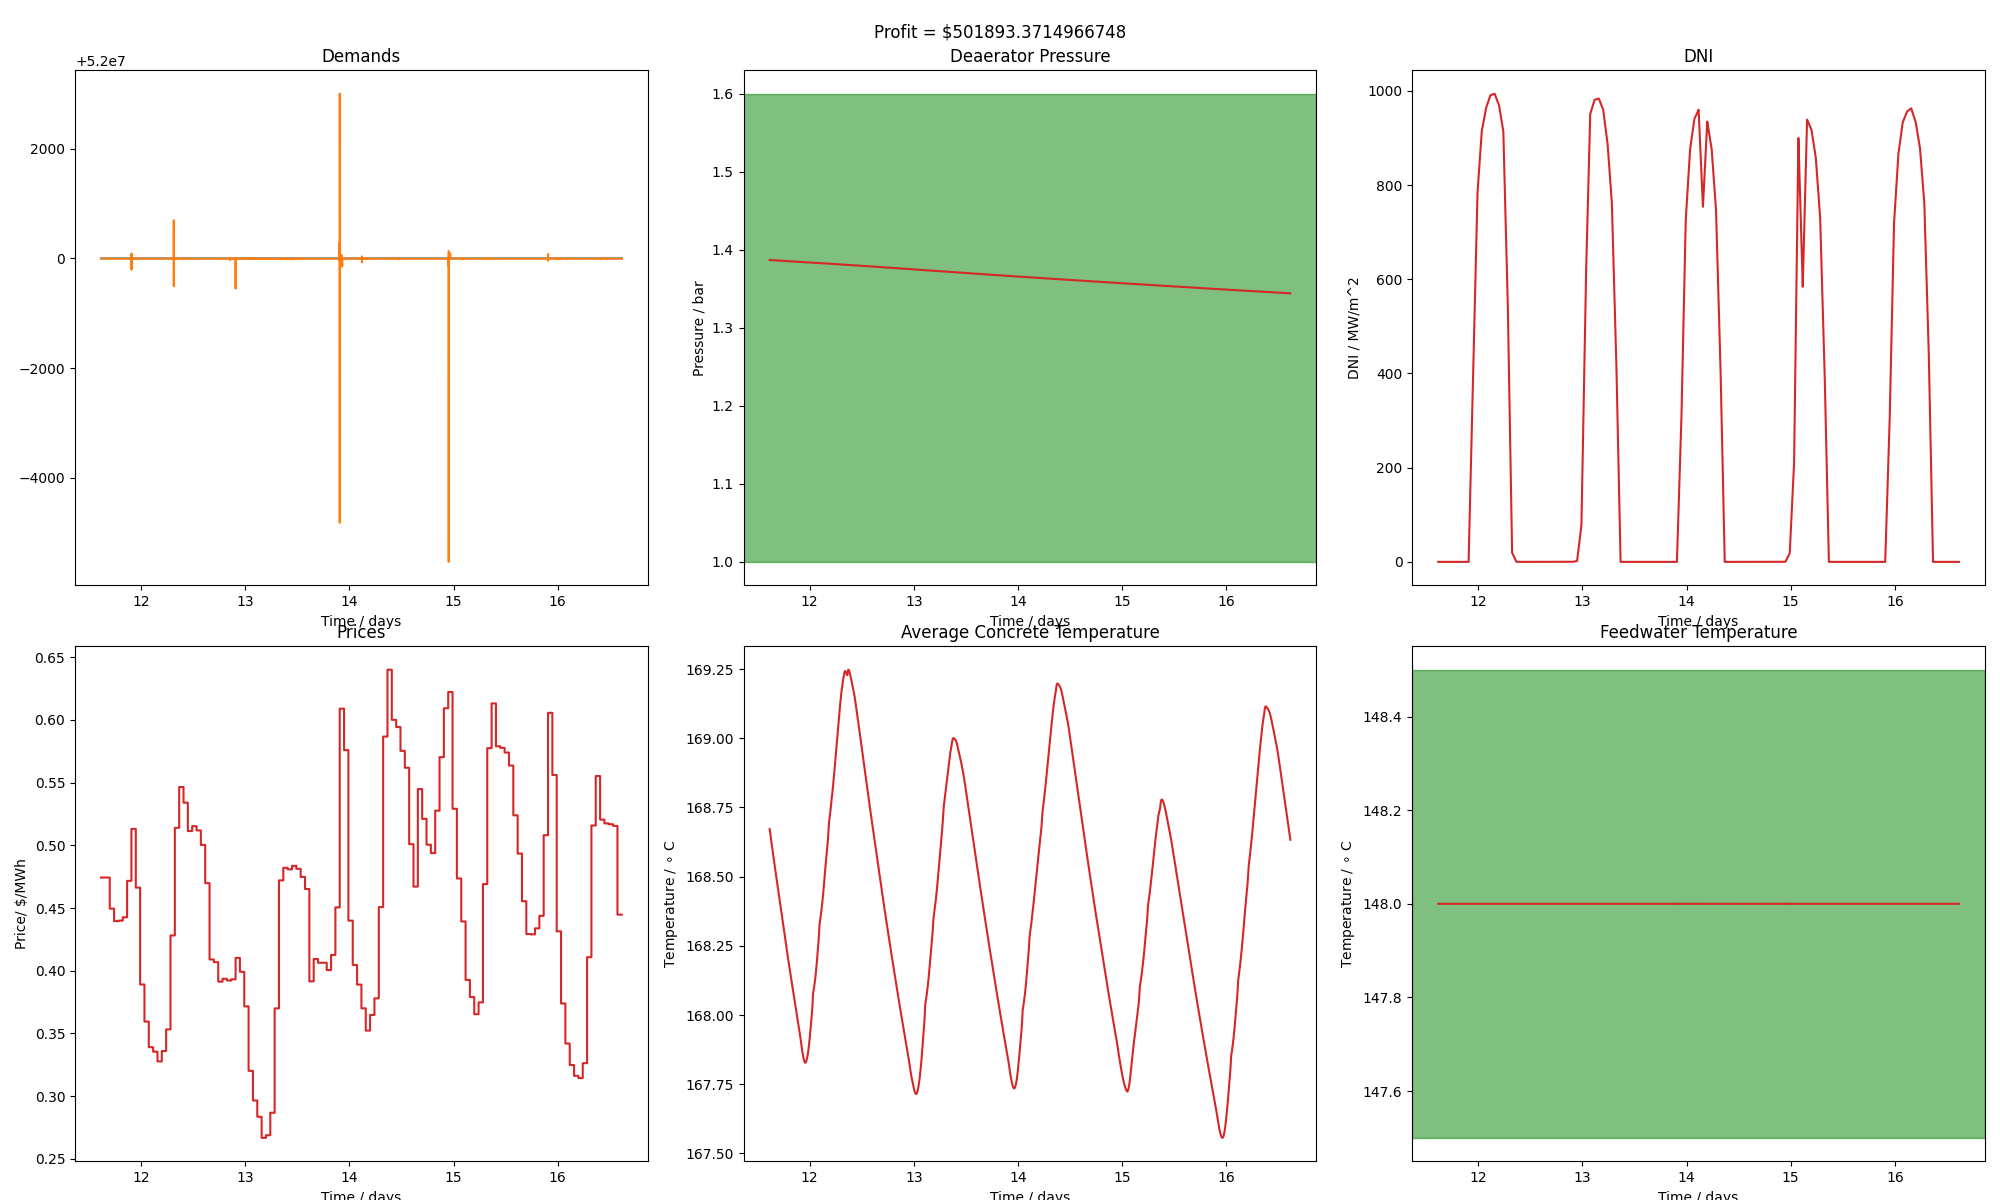 Profit = $501893.3714966748
Demands
+5.2e7
2000
0
−2000
−4000
12 13 14 15 16
Time / days
Deaerator Pressure
Pressure / bar
1.6
1.5
1.4
1.3
1.2
1.1
1.0
12 13 14 15 16
Time / days
DNI
DNI / MW/m^2
1000
800
600
400
200
0
12 13 14 15 16
Time / days
Prices
Price/ $/MWh
0.65
0.60
0.55
0.50
0.45
0.40
0.35
0.30
0.25
12 13 14 15 16
Time / days
Average Concrete Temperature
Temperature / ∘ C
169.25
169.00
168.75
168.50
168.25
168.00
167.75
167.50
12 13 14 15 16
Time / days
Feedwater Temperature
Temperature / ∘ C
148.4
148.2
148.0
147.8
147.6
12 13 14 15 16
Time / days